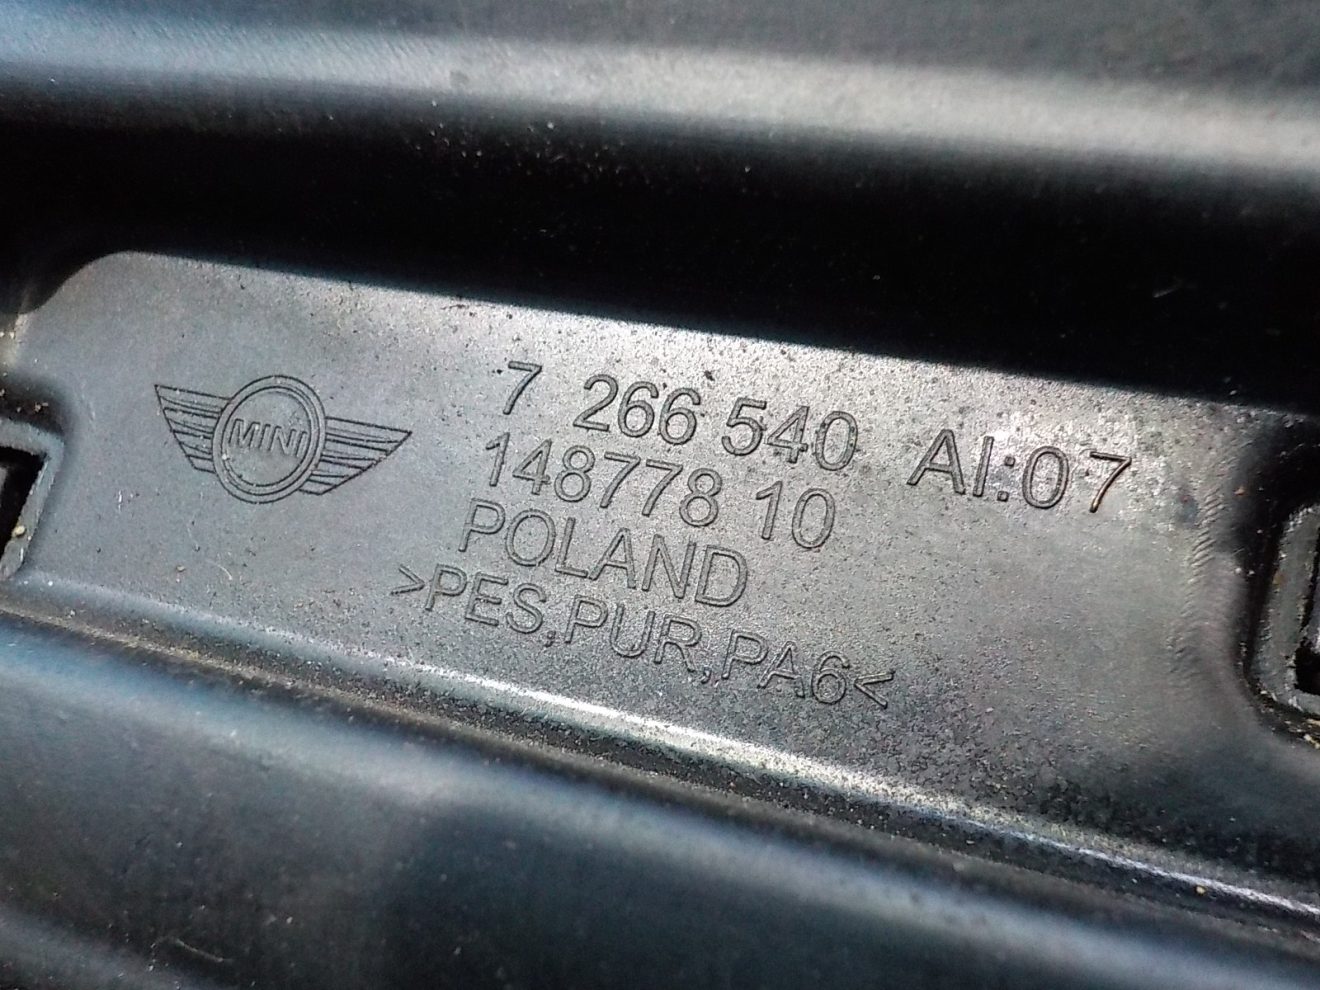 MINI
7 266 540 AI:07
148778 10
POLAND
>PES,PUR,PA6<